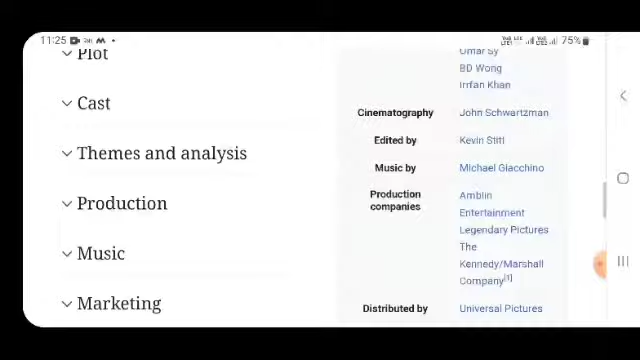 11:25
75%
Plot
Cast
Themes and analysis
Production
Music
Marketing
Omar Sy
BD Wong
Irrfan Khan
Cinematography John Schwartzman
Edited by Kevin Stitt
Music by Michael Giacchino
Production companies
Amblin
Entertainment
Legendary Pictures
The
Kennedy/Marshall
Company[1]
Distributed by Universal Pictures